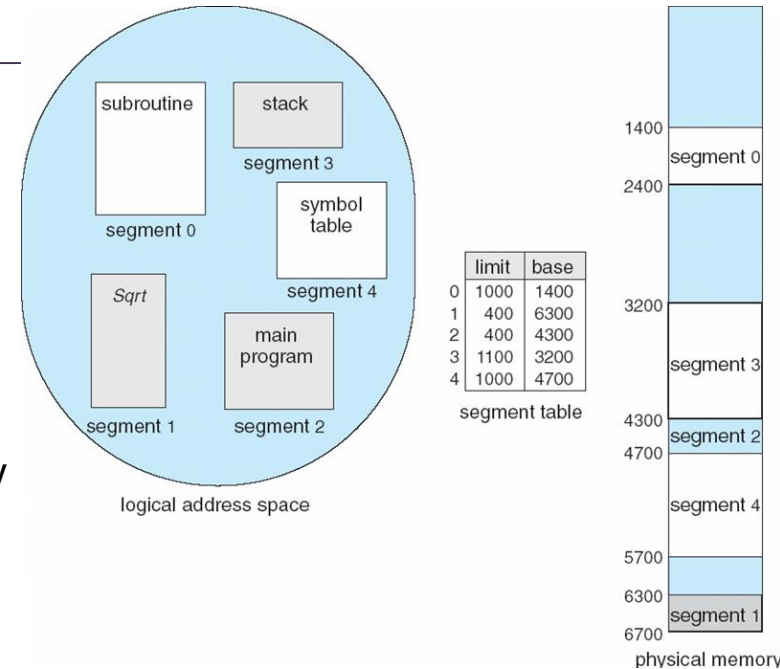 subroutine
segment 0
stack
segment 3
symbol
table
segment 4
Sqrt
segment 1
main
program
segment 2
y
logical address space
limit base
0 1000 1400
1 400 6300
2 400 4300
3 1100 3200
4 1000 4700
segment table
1400
segment 0
2400
3200
segment 3
4300
segment 2
4700
segment 4
5700
6300
segment 1
6700
physical memory